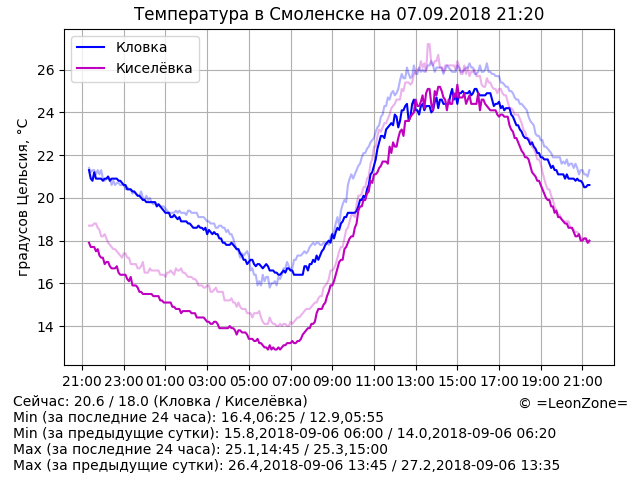 Температура в Смоленске на 07.09.2018 21:20
Кловка
Киселёвка
градусов Цельсия, °C
26
24
22
20
18
16
14
21:00 23:00 01:00 03:00 05:00 07:00 09:00 11:00 13:00 15:00 17:00 19:00 21:00
Сейчас: 20.6 / 18.0 (Кловка / Киселёвка)
© =LeonZone=
Min (за последние 24 часа): 16.4,06:25 / 12.9,05:55
Min (за предыдущие сутки): 15.8,2018-09-06 06:00 / 14.0,2018-09-06 06:20
Max (за последние 24 часа): 25.1,14:45 / 25.3,15:00
Max (за предыдущие сутки): 26.4,2018-09-06 13:45 / 27.2,2018-09-06 13:35